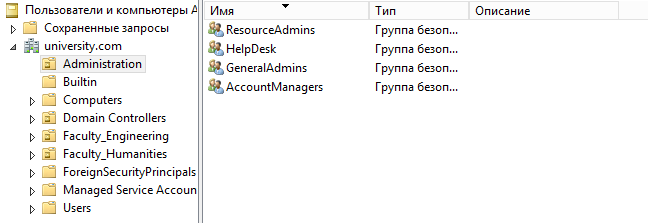 Пользователи и компьютеры A
Сохраненные запросы
university.com
Administration
Builtin
Computers
Domain Controllers
Faculty_Engineering
Faculty_Humanities
ForeignSecurityPrincipals
Managed Service Accoun
Users
Имя Тип Описание
ResourceAdmins Группа безоп...
HelpDesk Группа безоп...
GeneralAdmins Группа безоп...
AccountManagers Группа безоп...